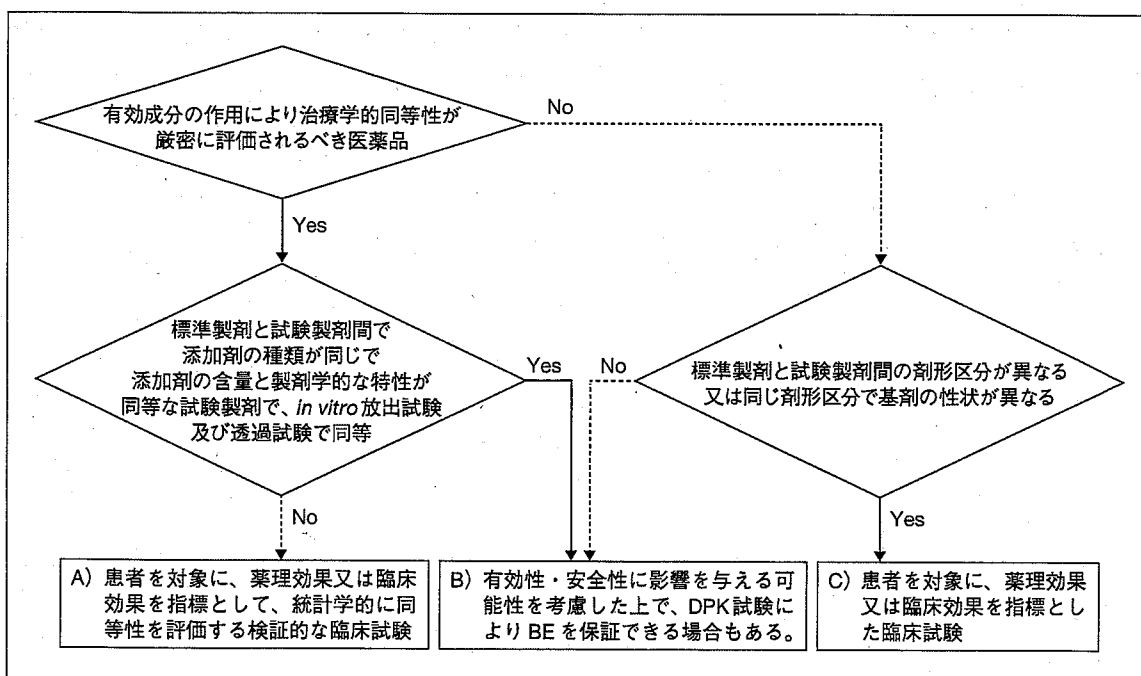 有効成分の作用により治療学的同等性が
厳密に評価されるべき医薬品
No
Yes
標準製剤と試験製剤間で
添加剤の種類が同じで
添加剤の含量と製剤学的な特性が
同等な試験製剤で、in vitro 放出試験
及び透過試験で同等
Yes
No
標準製剤と試験製剤間の剤形区分が異なる
又は同じ剤形区分で基剤の性状が異なる
No
Yes
A）患者を対象に、薬理効果又は臨床
効果を指標として、統計学的に同
等性を評価する検証的な臨床試験
B）有効性・安全性に影響を与える可
能性を考慮した上で、DPK 試験に
より BE を保証できる場合もある。
C）患者を対象に、薬理効果
又は臨床効果を指標とし
た臨床試験